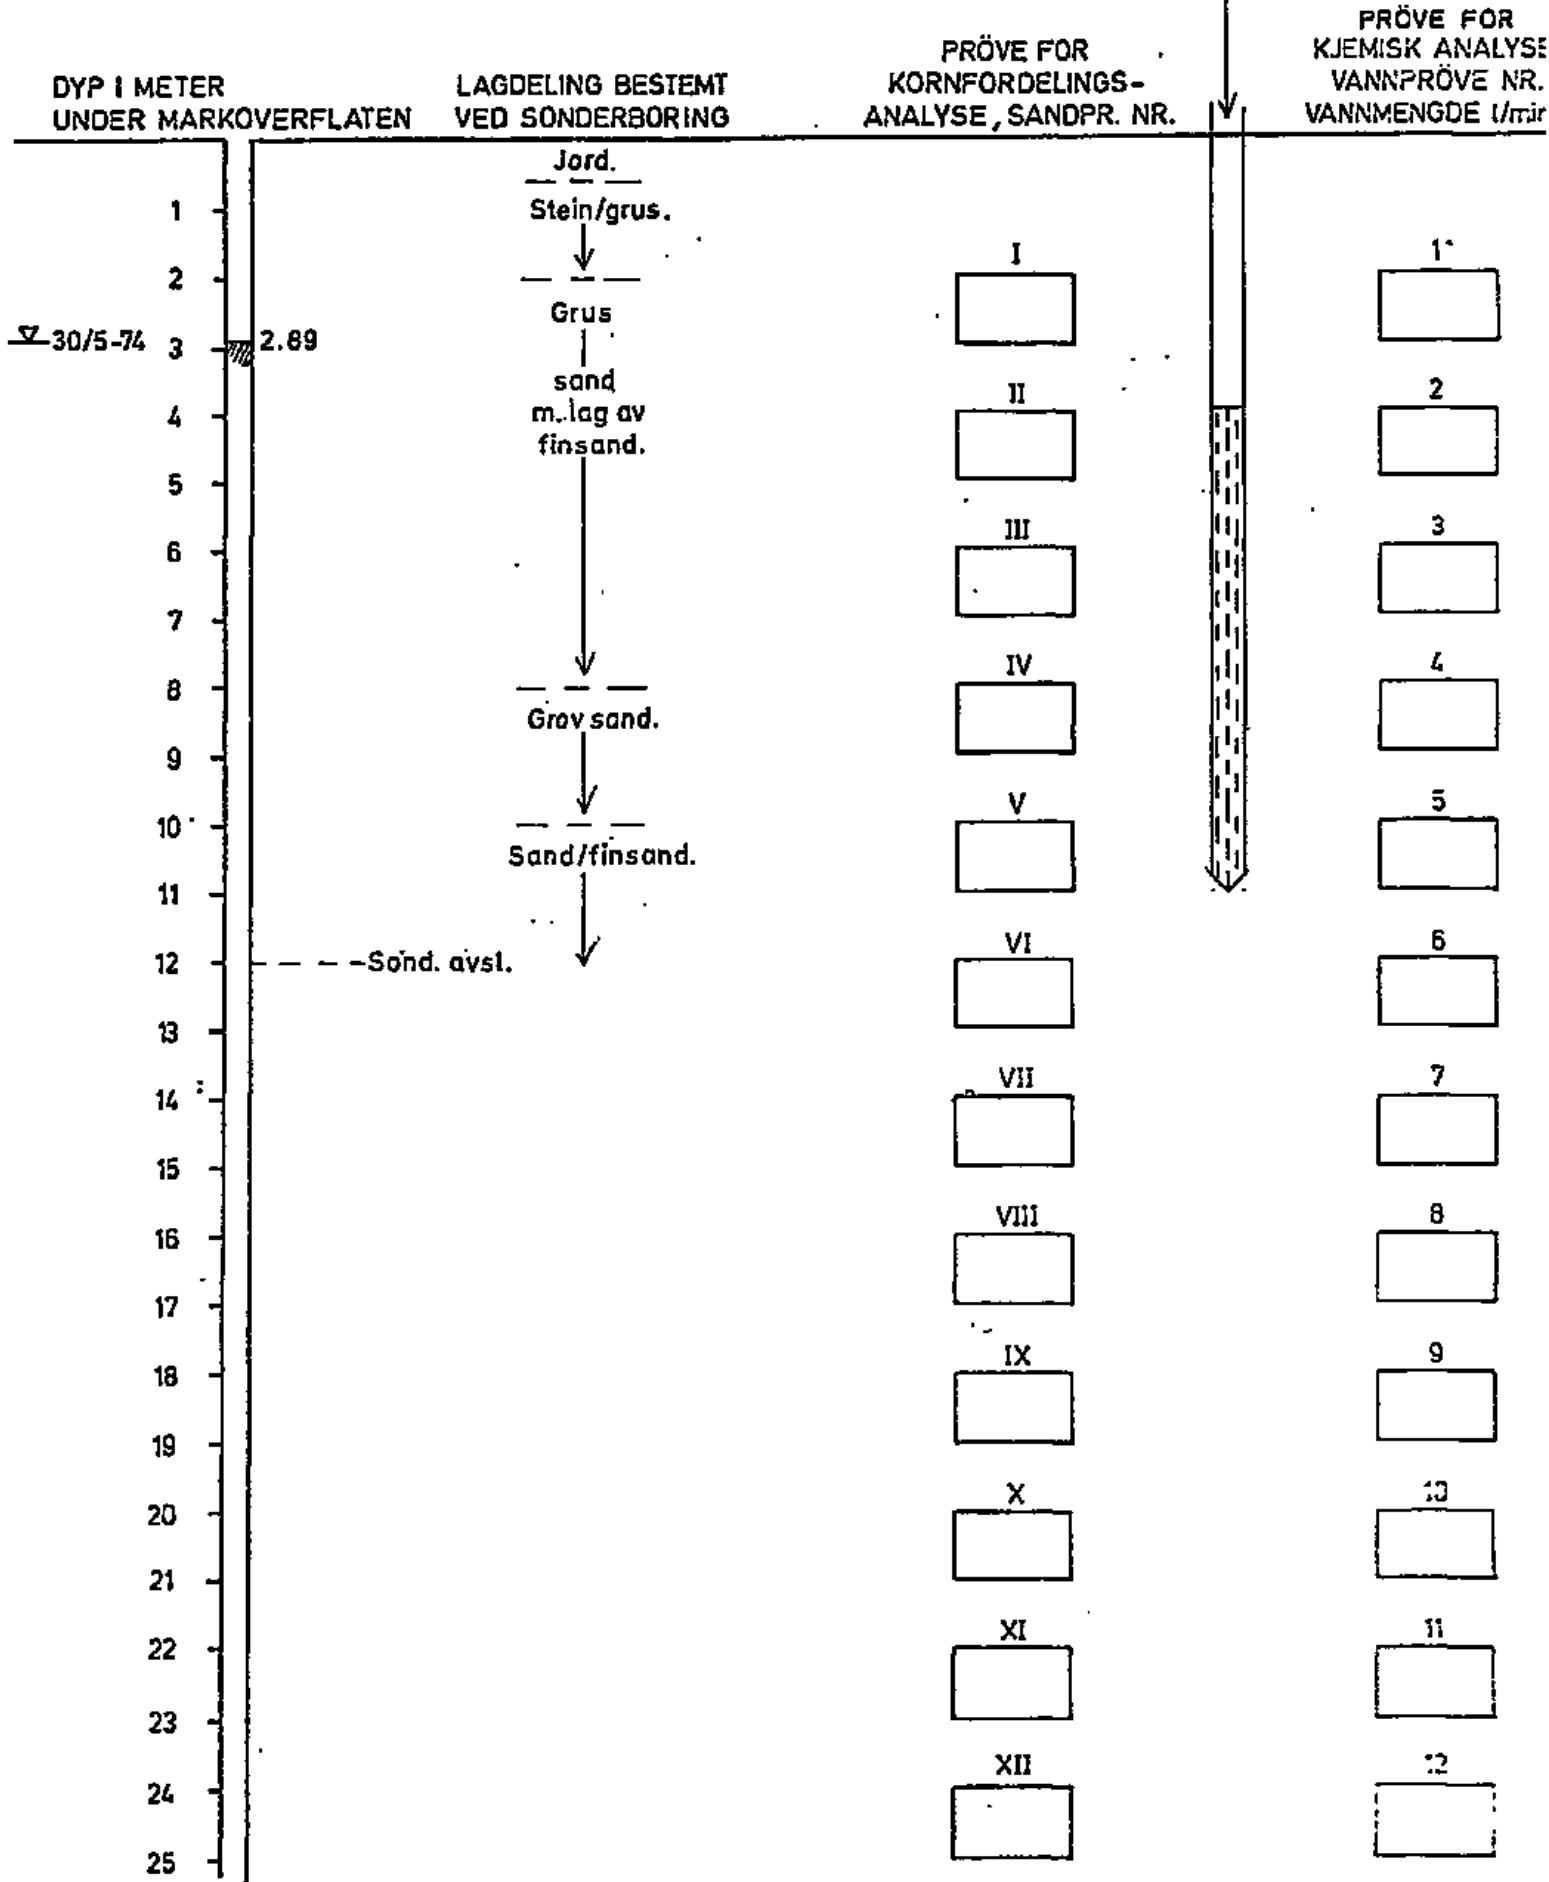 DYP I METER
UNDER MARKOVERFLATEN
LAGDELING BESTEMT
VED SONDERBORING
PRÖVE FOR
KORNFORDELINGS-
ANALYSE, SANDPR. NR.
PRÖVE FOR
KJEMISK ANALYSE
VANNPRÖVE NR.
VANNMENGDE l/min
Jord.
1
Stein/grus.
I
1
2
Grus
30/5-74
3
2.89
sand
II
2
4
m. lag av
finsand.
5
III
3
6
7
IV
4
8
Grov sand.
9
V
5
10
Sand/finsand.
11
VI
6
12
Sond. avsl.
13
VII
7
14
15
VIII
8
16
17
IX
9
18
19
X
10
20
21
XI
11
22
23
XII
12
24
25